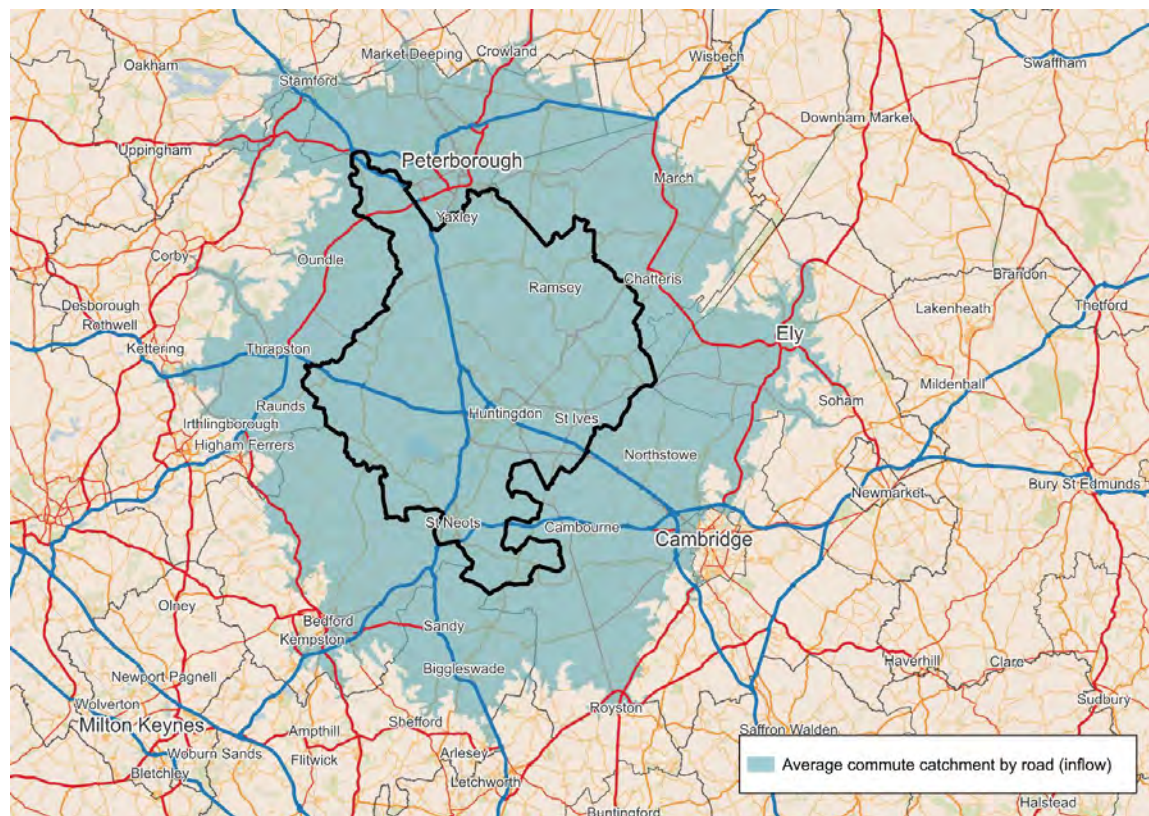 Market Deeping
Crowland
Oakham
Stamford
Wisbech
Swaffham
Downham Market
Uppingham
Peterborough
March
Yaxley
Corby
Oundle
Chatteris
Ramsey
Brandon
Desborough
Lakenheath
Thetford
Rothwell
Ely
Kettering
Thrapston
Mildenhall
Raunds
Huntingdon
St Ives
Soham
Irthlingborough
Higham Ferrers
Northstowe
Bury St Edmunds
Newmarket
St Neots
Cambourne
Cambridge
Olney
Bedford
Kempston
Sandy
Haverhill
Clare
Newport Pagnell
Biggleswade
Wolverton
Royston
Sudbury
Milton Keynes
Shefford
Ampthill
Saffron Walden
Woburn Sands
Flitwick
Arlesey
Bletchley
Letchworth
Average commute catchment by road (inflow)
Halstead
Buntingford